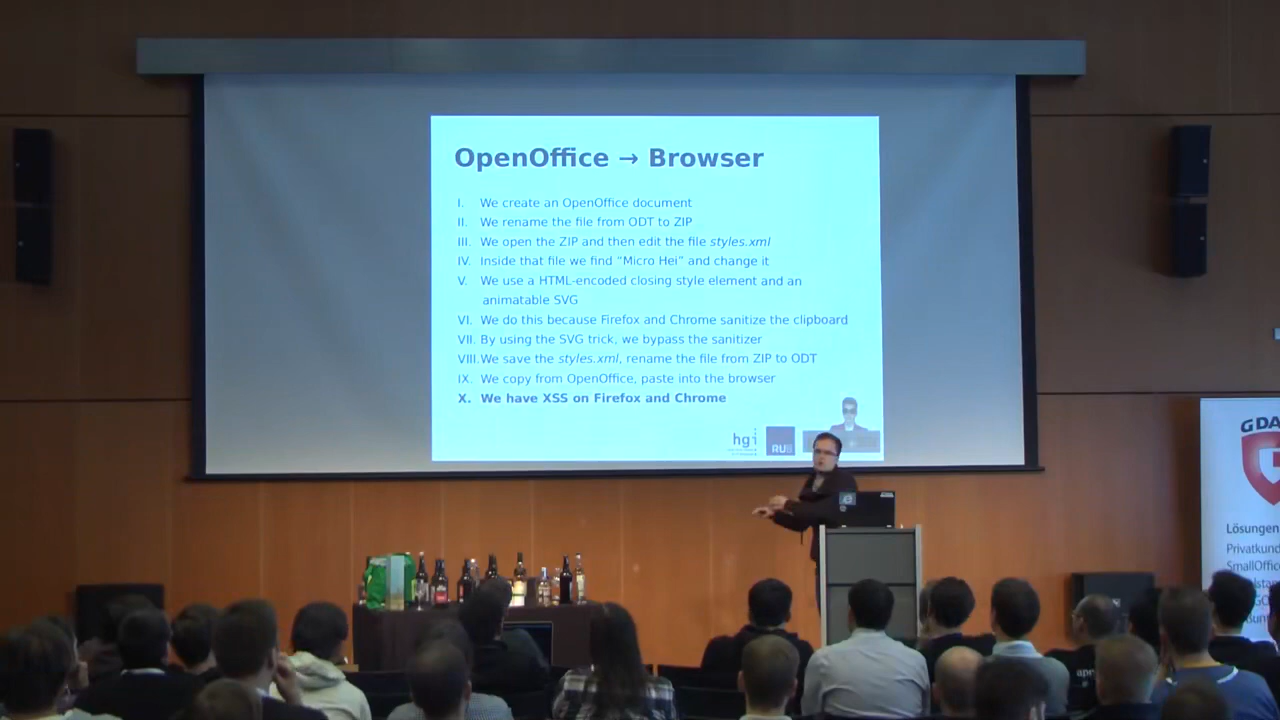 OpenOffice → Browser
I. We create an OpenOffice document
II. We rename the file from ODT to ZIP
III. We open the ZIP and then edit the file styles.xml
IV. Inside that file we find “Micro Hei” and change it
V. We use a HTML-encoded closing style element and an
animatable SVG
VI. We do this because Firefox and Chrome sanitize the clipboard
VII. By using the SVG trick, we bypass the sanitizer
VIII. We save the styles.xml, rename the file from ZIP to ODT
IX. We copy from OpenOffice, paste into the browser
X. We have XSS on Firefox and Chrome
hgi
RUB
G DA
Lösungen
Privatkund
SmallOffice